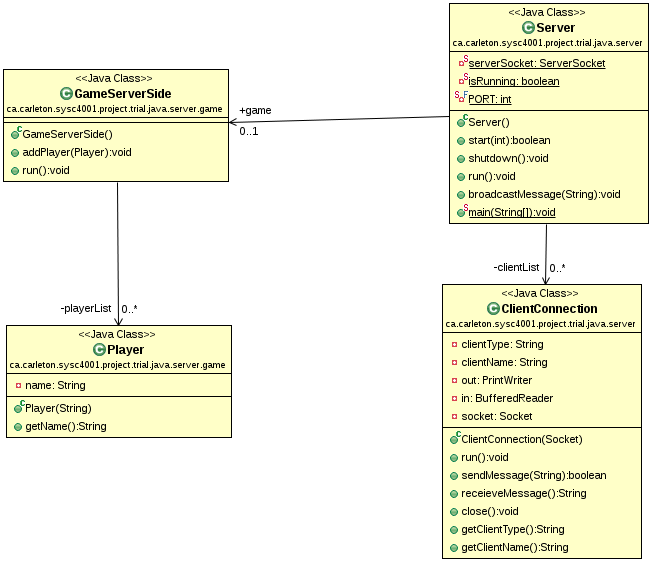 <<Java Class>>
GameServerSide
ca.carleton.sysc4001.project.trial.java.server.game
GameServerSide()
addPlayer(Player):void
run():void
+game
0..1
<<Java Class>>
Server
ca.carleton.sysc4001.project.trial.java.server
serverSocket: ServerSocket
isRunning: boolean
PORT: int
Server()
start(int):boolean
shutdown():void
run():void
broadcastMessage(String):void
main(String[]):void
-playerList
0..*
-clientList
0..*
<<Java Class>>
Player
ca.carleton.sysc4001.project.trial.java.server.game
name: String
Player(String)
getName():String
<<Java Class>>
ClientConnection
ca.carleton.sysc4001.project.trial.java.server
clientType: String
clientName: String
out: PrintWriter
in: BufferedReader
socket: Socket
ClientConnection(Socket)
run():void
sendMessage(String):boolean
receieveMessage():String
close():void
getClientType():String
getClientName():String